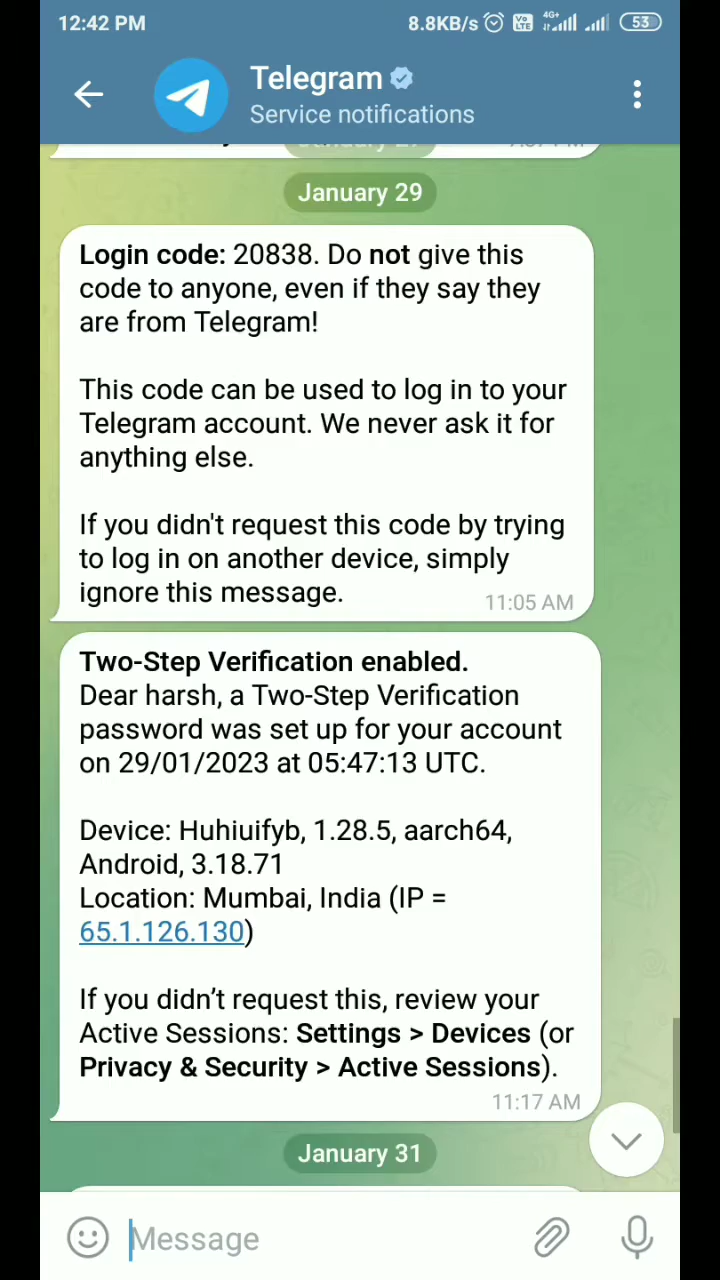 12:42 PM
8.8KB/s
Vo
LTE
4G+
53
Telegram
Service notifications
January 29
Login code: 20838. Do not give this
code to anyone, even if they say they
are from Telegram!
This code can be used to log in to your
Telegram account. We never ask it for
anything else.
If you didn't request this code by trying
to log in on another device, simply
ignore this message.
11:05 AM
Two-Step Verification enabled.
Dear harsh, a Two-Step Verification
password was set up for your account
on 29/01/2023 at 05:47:13 UTC.
Device: Huhiuifyb, 1.28.5, aarch64,
Android, 3.18.71
Location: Mumbai, India (IP =
65.1.126.130)
If you didn’t request this, review your
Active Sessions: Settings > Devices (or
Privacy & Security > Active Sessions).
11:17 AM
January 31
Message